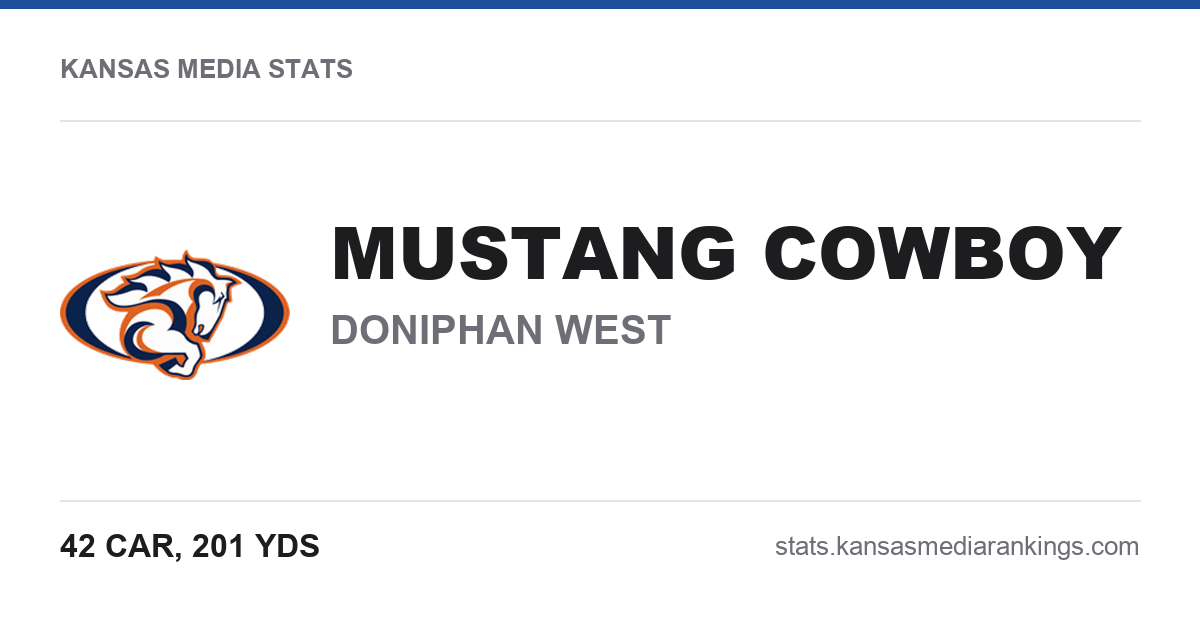 KANSAS MEDIA STATS
MUSTANG COWBOY
DONIPHAN WEST
42 CAR, 201 YDS
stats.kansasmediarankings.com